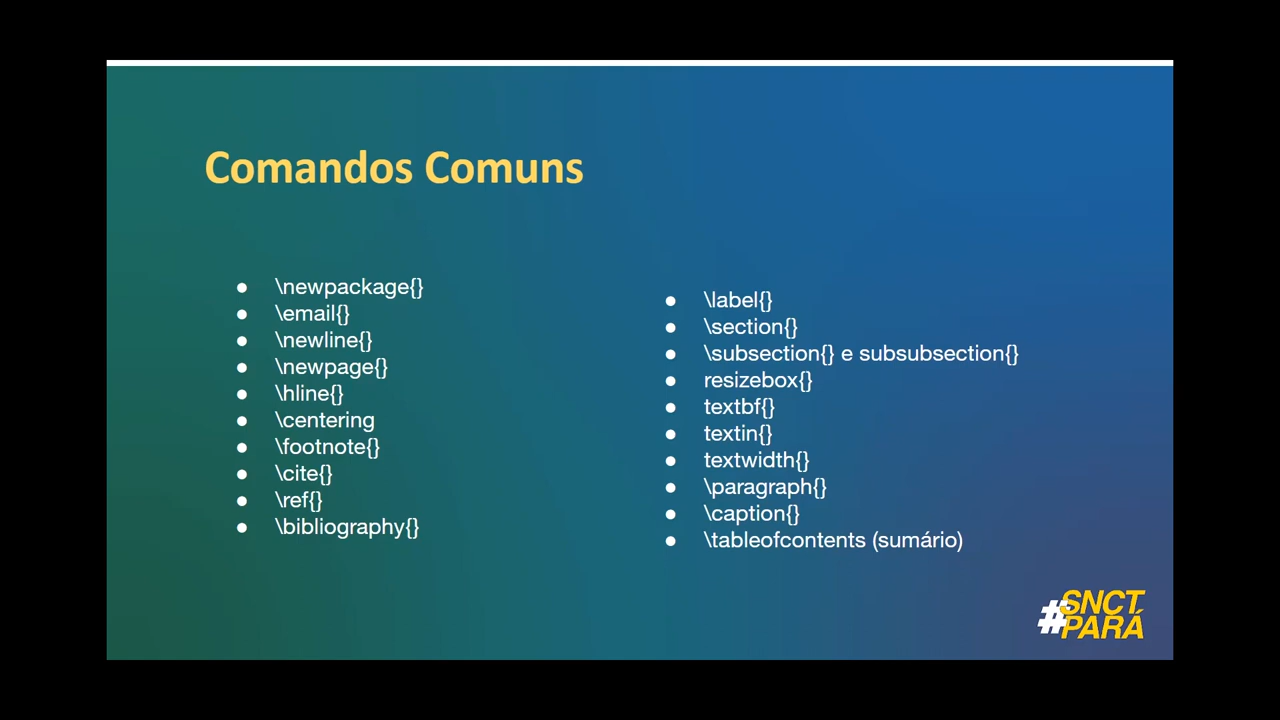 Comandos Comuns
● \newpackage{}
● \email{}
● \newline{}
● \newpage{}
● \hline{}
● \centering
● \footnote{}
● \cite{}
● \ref{}
● \bibliography{}
● \label{}
● \section{}
● \subsection{} e subsubsection{}
● resizebox{}
● textbf{}
● textin{}
● textwidth{}
● \paragraph{}
● \caption{}
● \tableofcontents (sumário)
#SNCT
PARÁ